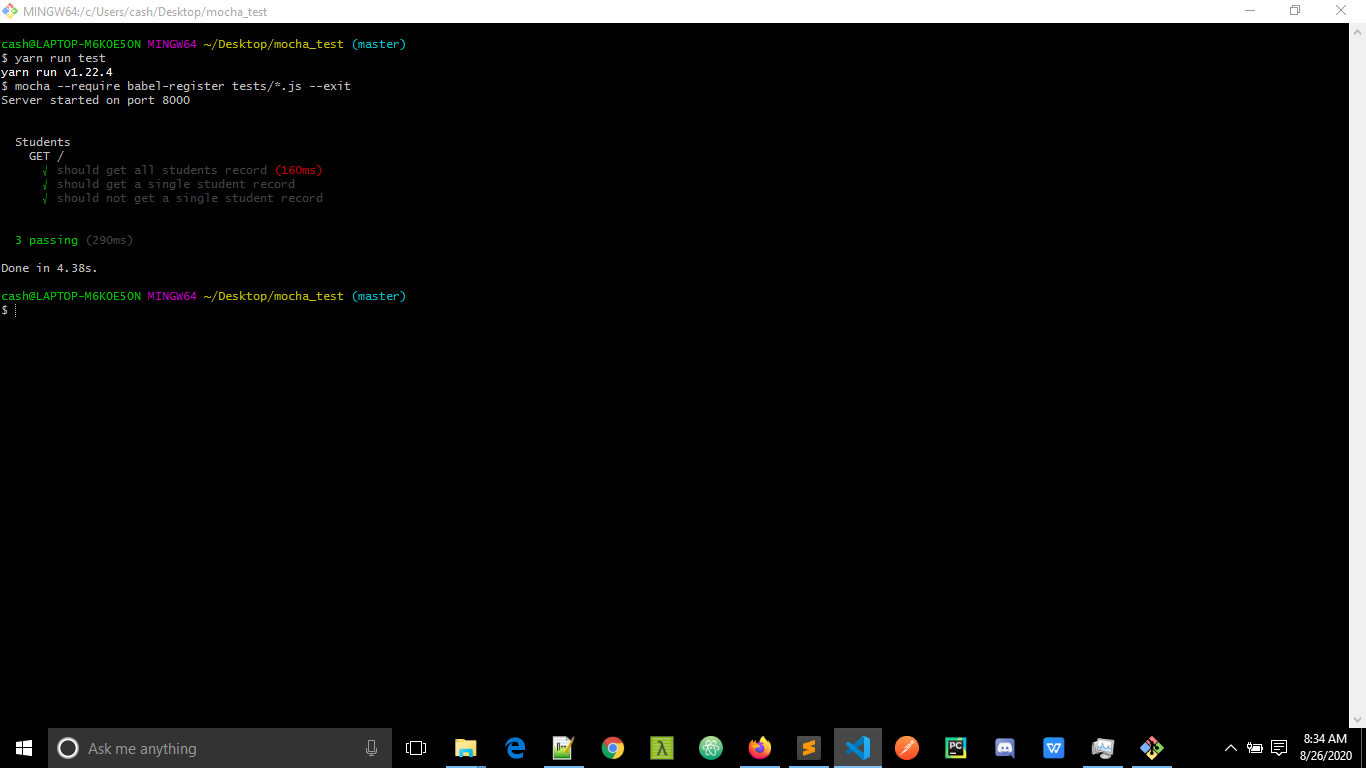 MINGW64:/c/Users/cash/Desktop/mocha_test
cash@LAPTOP-M6KOE5ON MINGW64 ~/Desktop/mocha_test (master)
$ yarn run test
yarn run v1.22.4
$ mocha --require babel-register tests/*.js --exit
Server started on port 8000
Students
GET /
√ should get all students record (160ms)
√ should get a single student record
√ should not get a single student record
3 passing (290ms)
Done in 4.38s.
cash@LAPTOP-M6KOE5ON MINGW64 ~/Desktop/mocha_test (master)
$
Ask me anything
PC
W
8:34 AM
8/26/2020